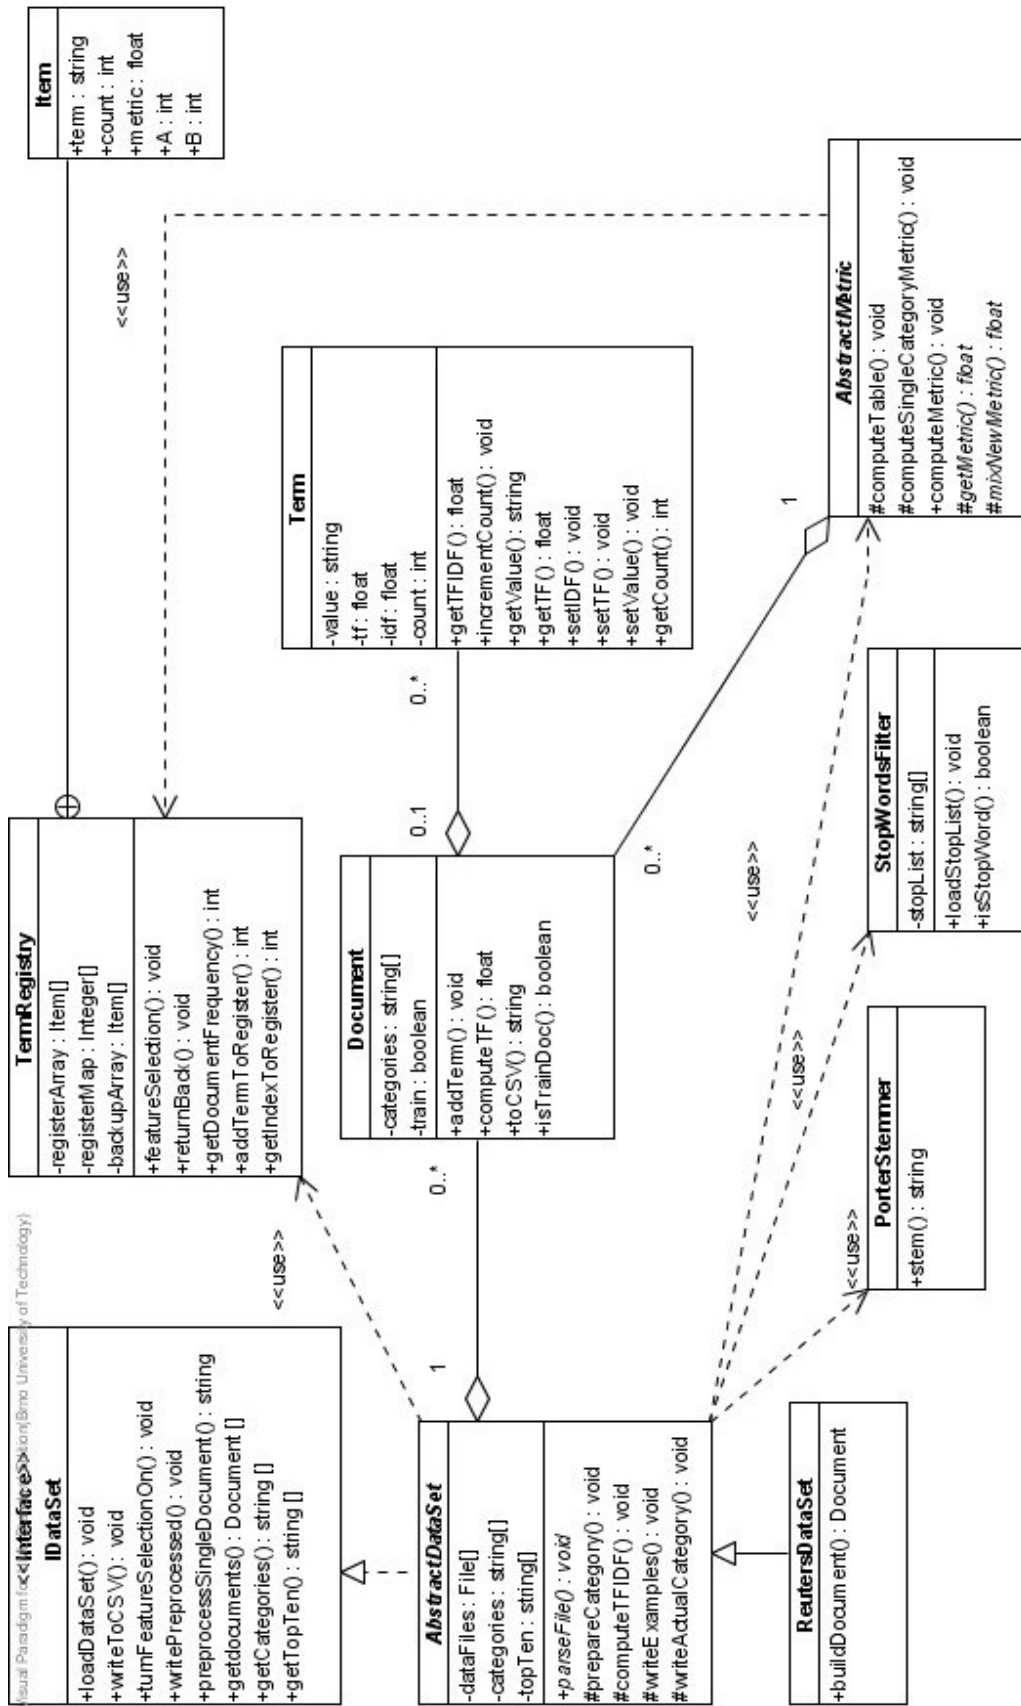 Item
+term : string
+count : int
+metric : float
+A : int
+B : int
<<use>>
TermRegistry
-registerArray : Item[]
-registerMap : Integer[]
-backupArray : Item[]
+featureSelection() : void
+returnBack() : void
+getDocumentFrequency() : int
+addTermToRegister() : int
+getIndexToRegister() : int
Term
-value : string
-tf : float
-idf : float
-count : int
+getTFIDF() : float
+incrementCount() : void
+getValue() : string
+getTF() : float
+setIDF() : void
+setTF() : void
+setValue() : void
+getCount() : int
0..*
0..1
Document
-categories : string[]
-train : boolean
+addTerm() : void
+computeTF() : float
+toCSV() : string
+isTrainDoc() : boolean
0..*
1
AbstractMetric
#computeTable() : void
#computeSingleCategoryMetric() : void
+computeMetric() : void
#getMetric() : float
#mixNewMetric() : float
0..*
1
<<use>>
(Brno University of Technology)
<<Interface>>
IDataSet
+loadDataSet() : void
+writeToCSV() : void
+turnFeatureSelectionOn() : void
+writePreprocessed() : void
+preprocessSingleDocument() : string
+getdocuments() : Document []
+getCategories() : string []
+getTopTen() : string []
AbstractDataSet
-dataFiles : File[]
-categories : string[]
-topTen : string[]
+parseFile() : void
#prepareCategory() : void
#computeTFIDF() : void
#writeExamples() : void
#writeActualCategory() : void
<<use>>
<<use>>
<<use>>
StopWordsFilter
-stopList : string[]
+loadStopList() : void
+isStopWord() : boolean
PorterStemmer
+stem() : string
ReutersDataSet
+buildDocument() : Document